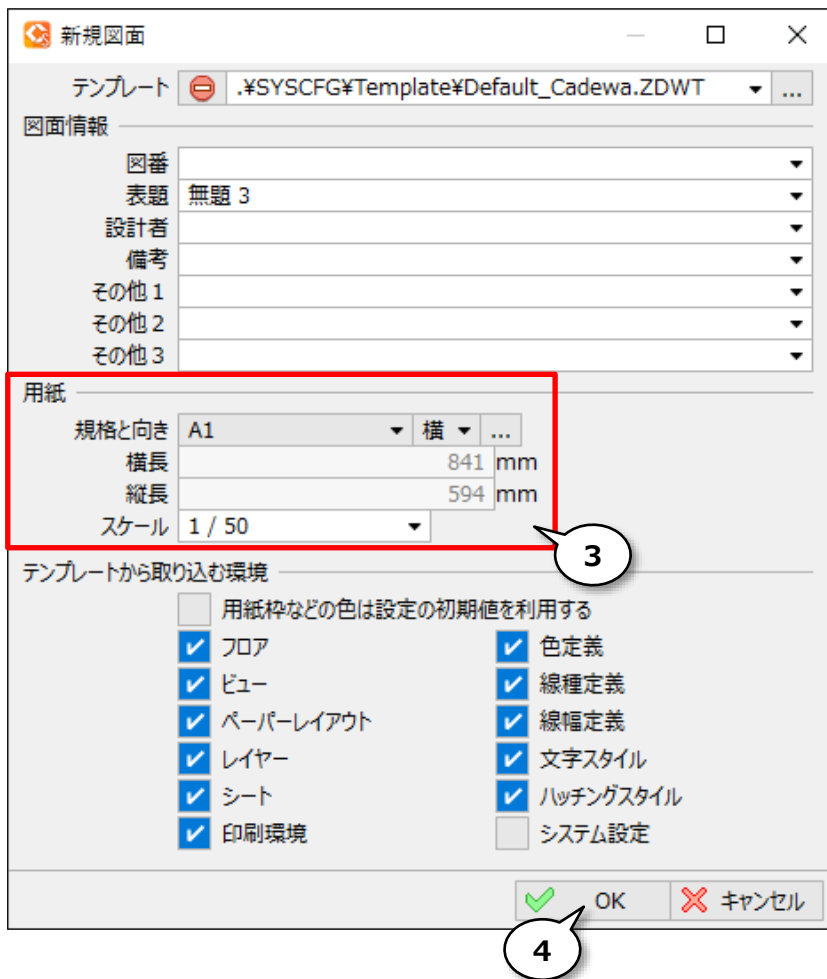 新規図面
テンプレート .¥SYSCFG¥Template¥Default_Cadewa.ZDWT ...
図面情報
図番
表題 無題 3
設計者
備考
その他 1
その他 2
その他 3
用紙
規格と向き A1 横 ...
横長 841 mm
縦長 594 mm
スケール 1 / 50
3
テンプレートから取り込む環境
用紙枠などの色は設定の初期値を利用する
フロア 色定義
ビュー 線種定義
ペーパーレイアウト 線幅定義
レイヤー 文字スタイル
シート ハッチングスタイル
印刷環境 システム設定
OK キャンセル
4